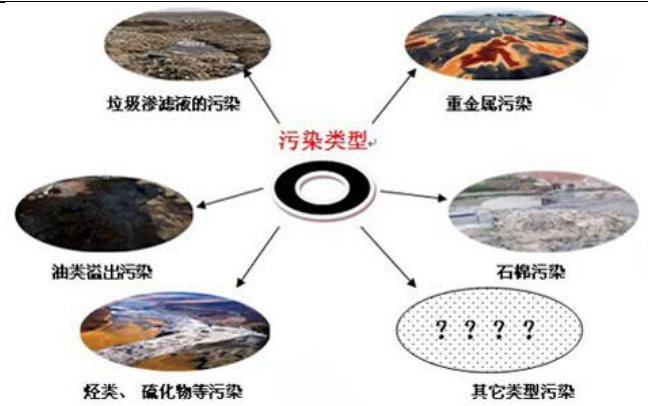 垃圾渗滤液的污染
重金属污染
污染类型
油类溢出污染
石棉污染
? ? ? ?
烃类、硫化物等污染
其它类型污染